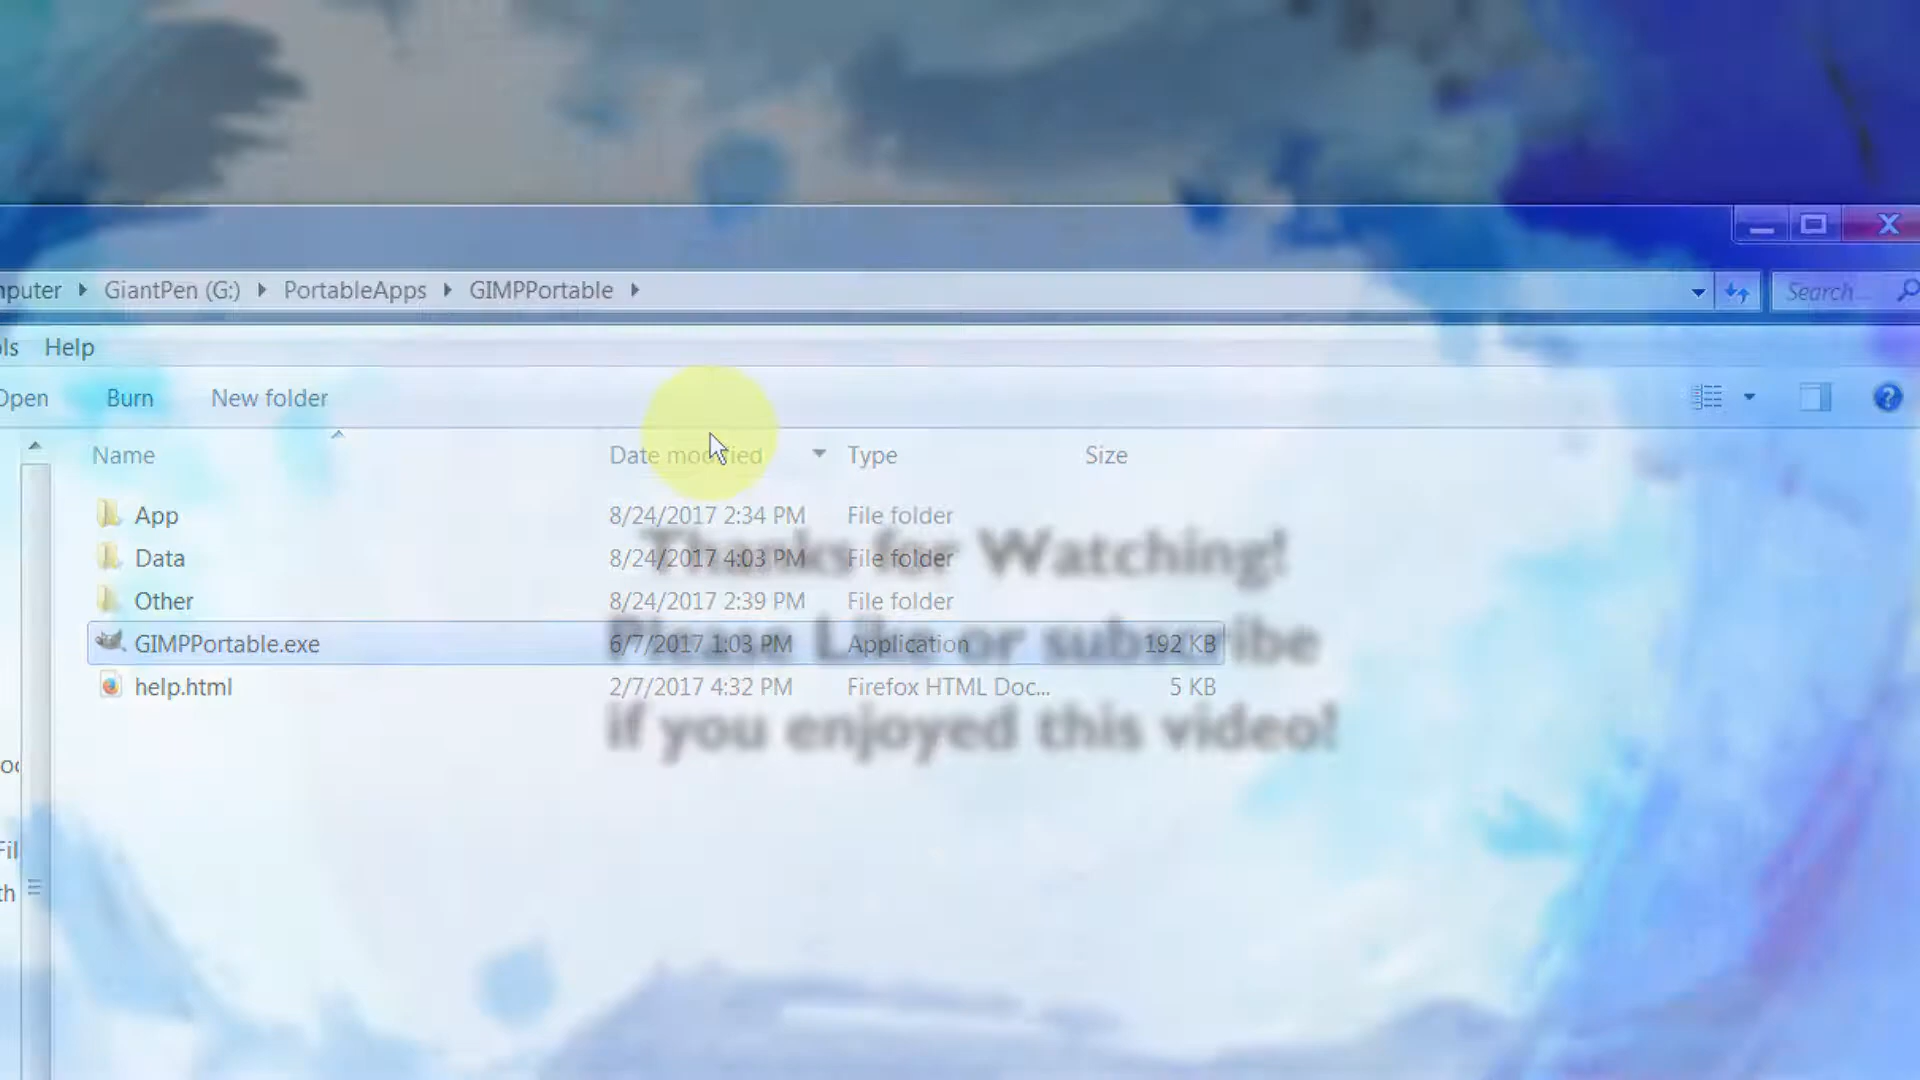 GiantPen (G:) PortableApps GIMPPortable
Search...
Help
Open Burn New folder
Name Date modified Type Size
App 8/24/2017 2:34 PM File folder
Data 8/24/2017 4:03 PM File folder
Other 8/24/2017 2:39 PM File folder
GIMPPortable.exe 6/7/2017 1:03 PM Application 192 KB
help.html 2/7/2017 4:32 PM Firefox HTML Doc... 5 KB
Thanks for Watching!
Please Like or subscribe
if you enjoyed this video!